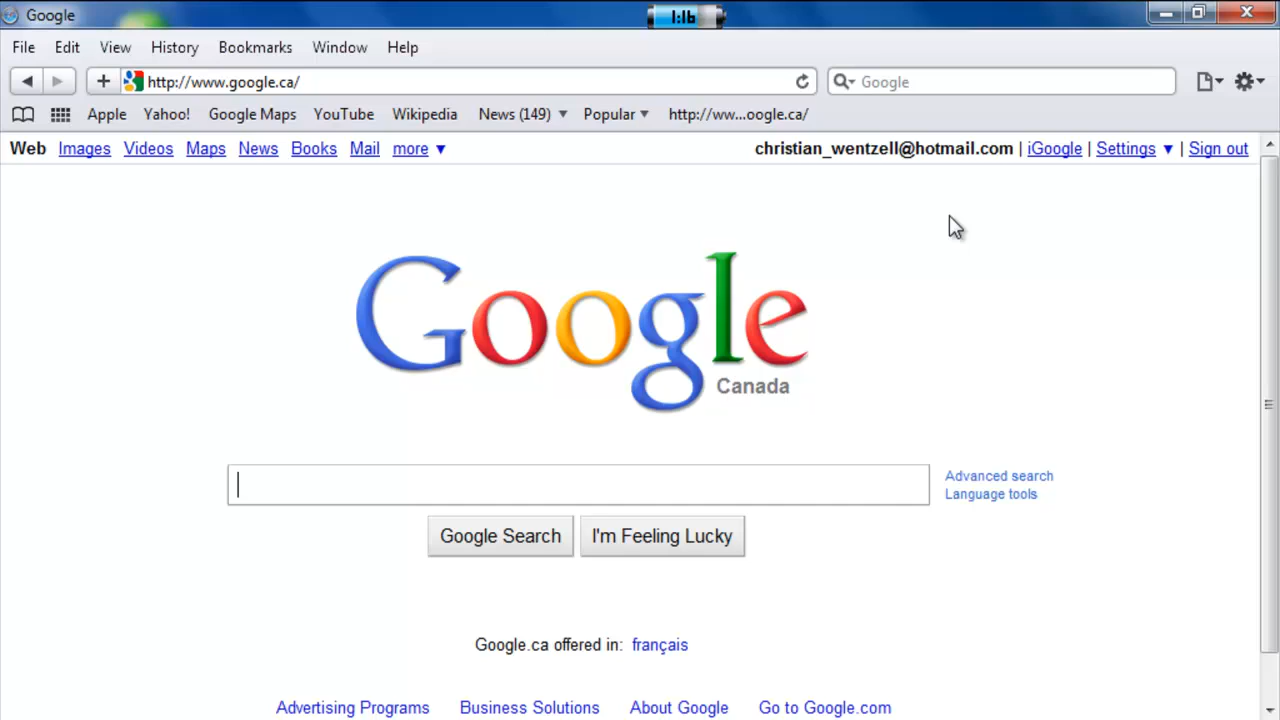 Google
1:16
File Edit View History Bookmarks Window Help
http://www.google.ca/ Google
Apple Yahoo! Google Maps YouTube Wikipedia News (149) Popular http://ww...oogle.ca/
Web Images Videos Maps News Books Mail more ▼ christian_wentzell@hotmail.com | iGoogle | Settings ▼ | Sign out
Google
Canada
Advanced search
Language tools
Google Search I'm Feeling Lucky
Google.ca offered in: français
Advertising Programs Business Solutions About Google Go to Google.com